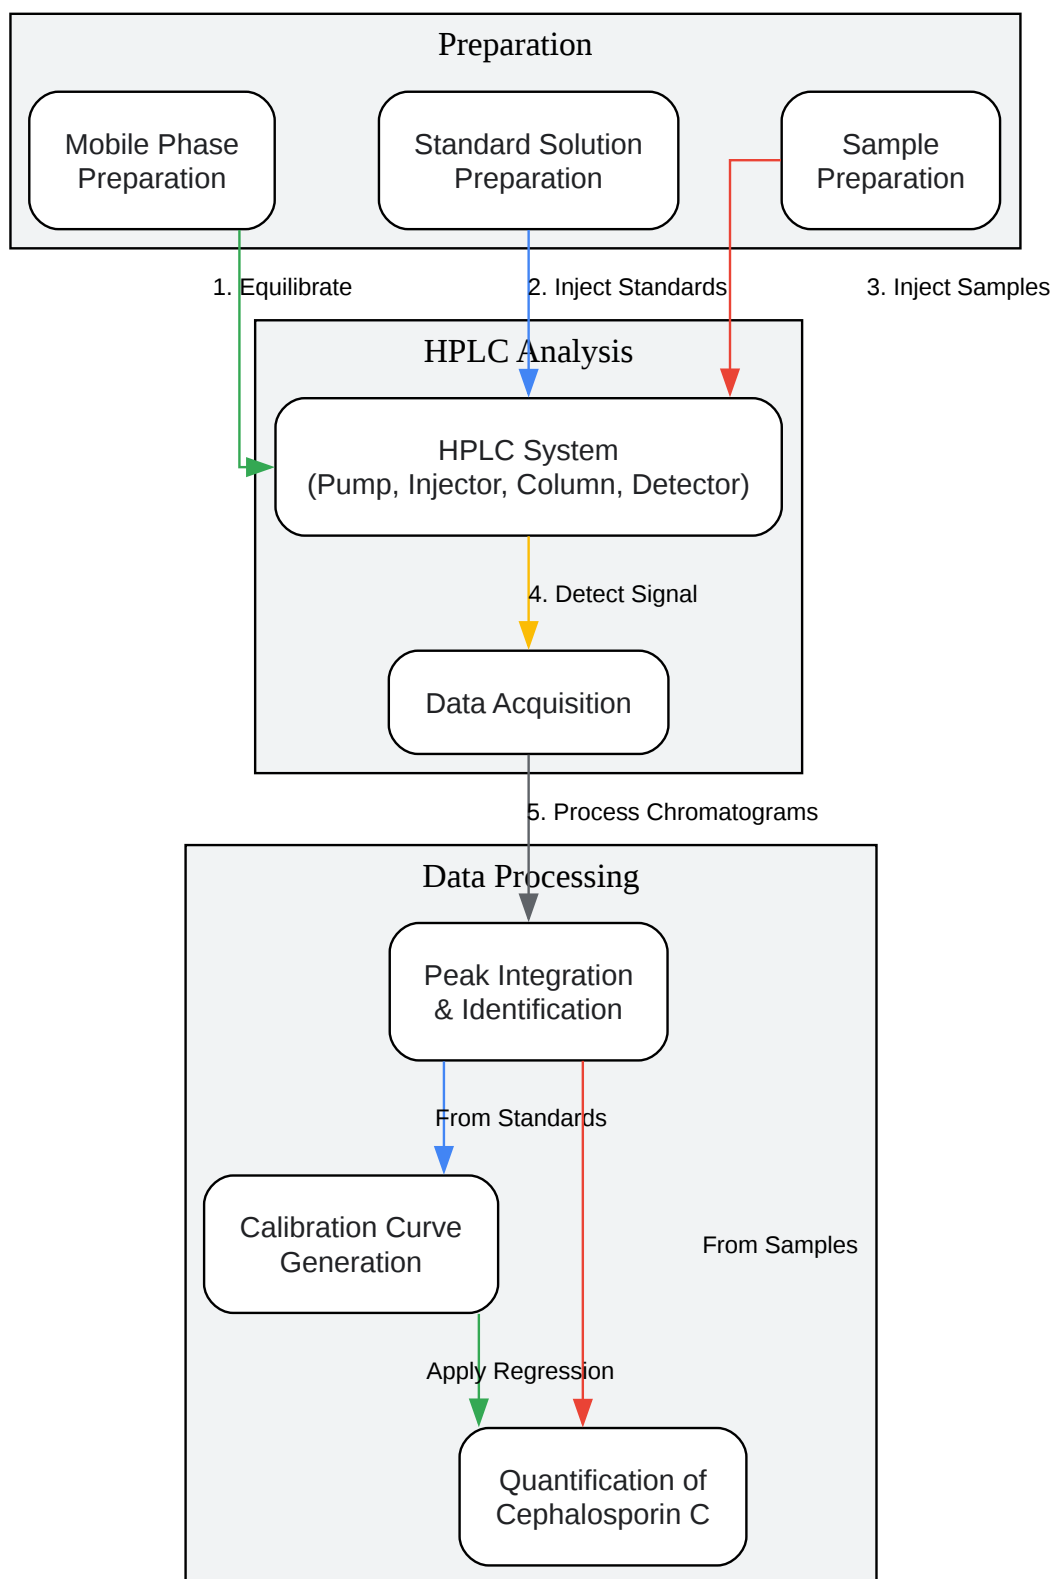 Preparation
Mobile Phase
Preparation
Standard Solution
Preparation
Sample
Preparation
1. Equilibrate
2. Inject Standards
3. Inject Samples
HPLC Analysis
HPLC System
(Pump, Injector, Column, Detector)
4. Detect Signal
Data Acquisition
5. Process Chromatograms
Data Processing
Peak Integration
& Identification
From Standards
Calibration Curve
Generation
From Samples
Apply Regression
Quantification of
Cephalosporin C